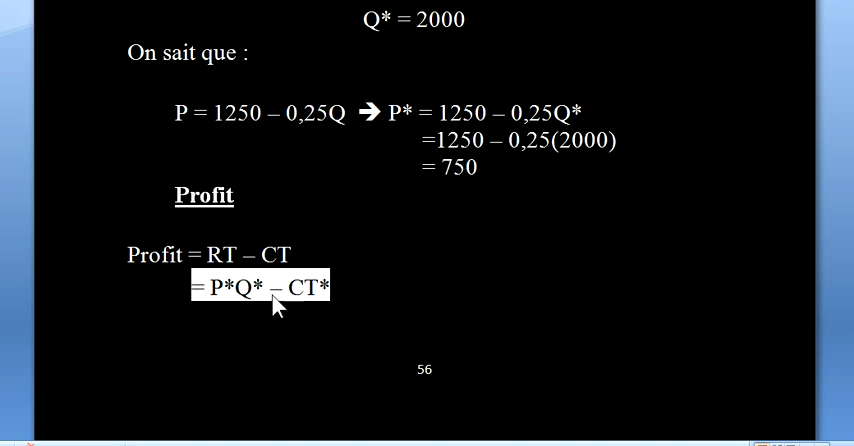 Q* = 2000
On sait que :
P = 1250 – 0,25Q ➔ P* = 1250 – 0,25Q*
=1250 – 0,25(2000)
= 750
Profit
Profit = RT – CT
= P*Q* – CT*
56